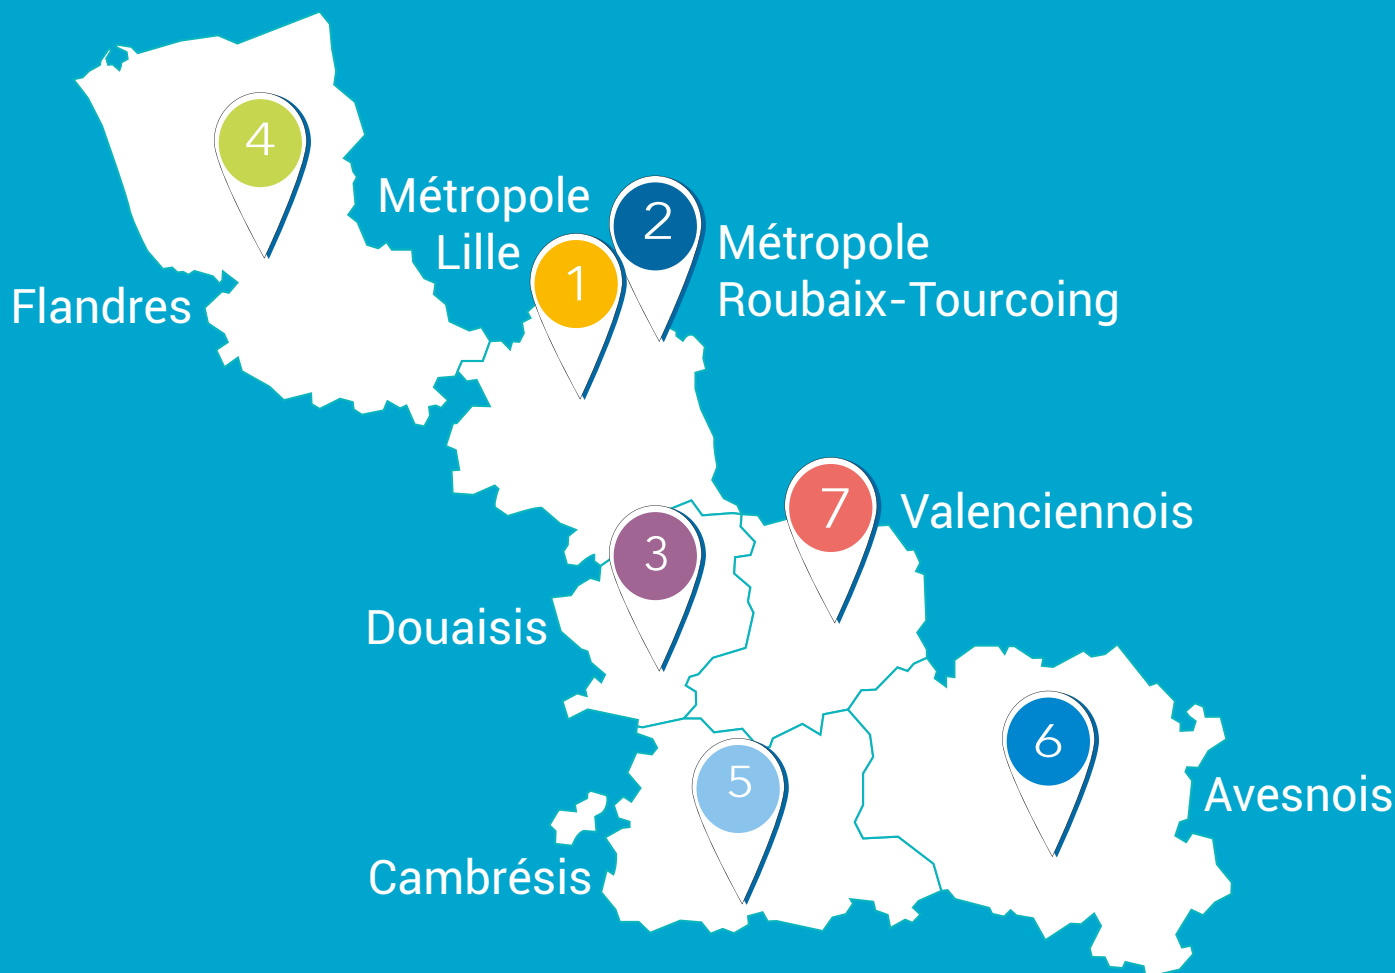 4
Métropole
Lille
2
Métropole
Roubaix-Tourcoing
1
Flandres
7
Valenciennois
3
Douaisis
6
Avesnois
5
Cambrésis